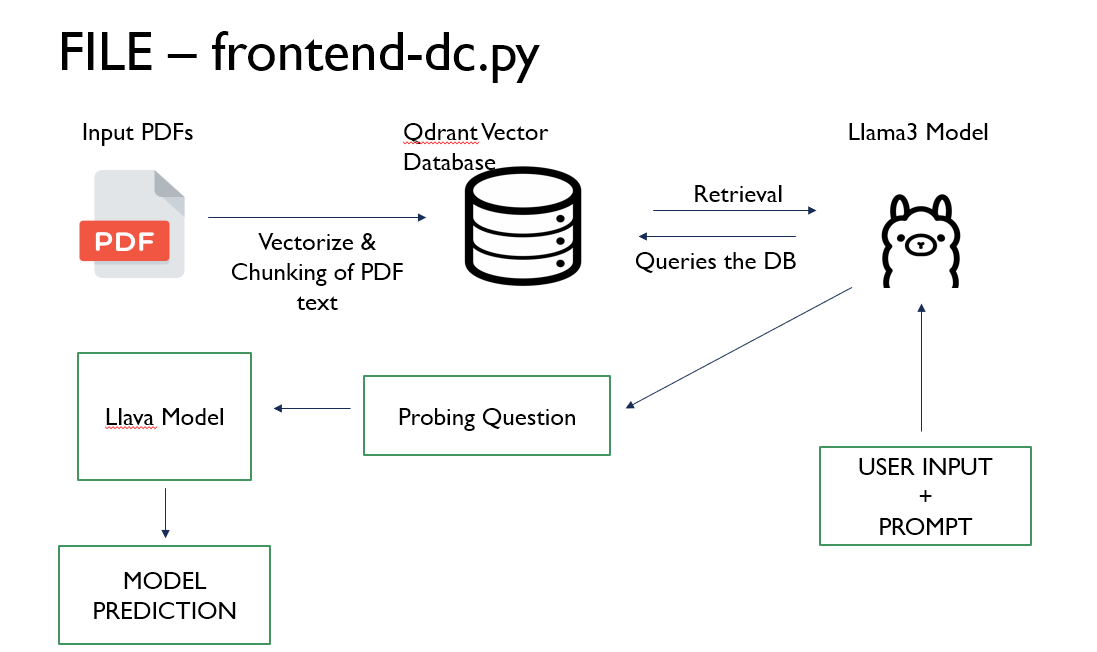 FILE – frontend-dc.py
Input PDFs
Qdrant Vector
Database
Llama3 Model
PDF
Retrieval
Vectorize &
Chunking of PDF
text
Queries the DB
Llava Model
Probing Question
USER INPUT
+
PROMPT
MODEL
PREDICTION